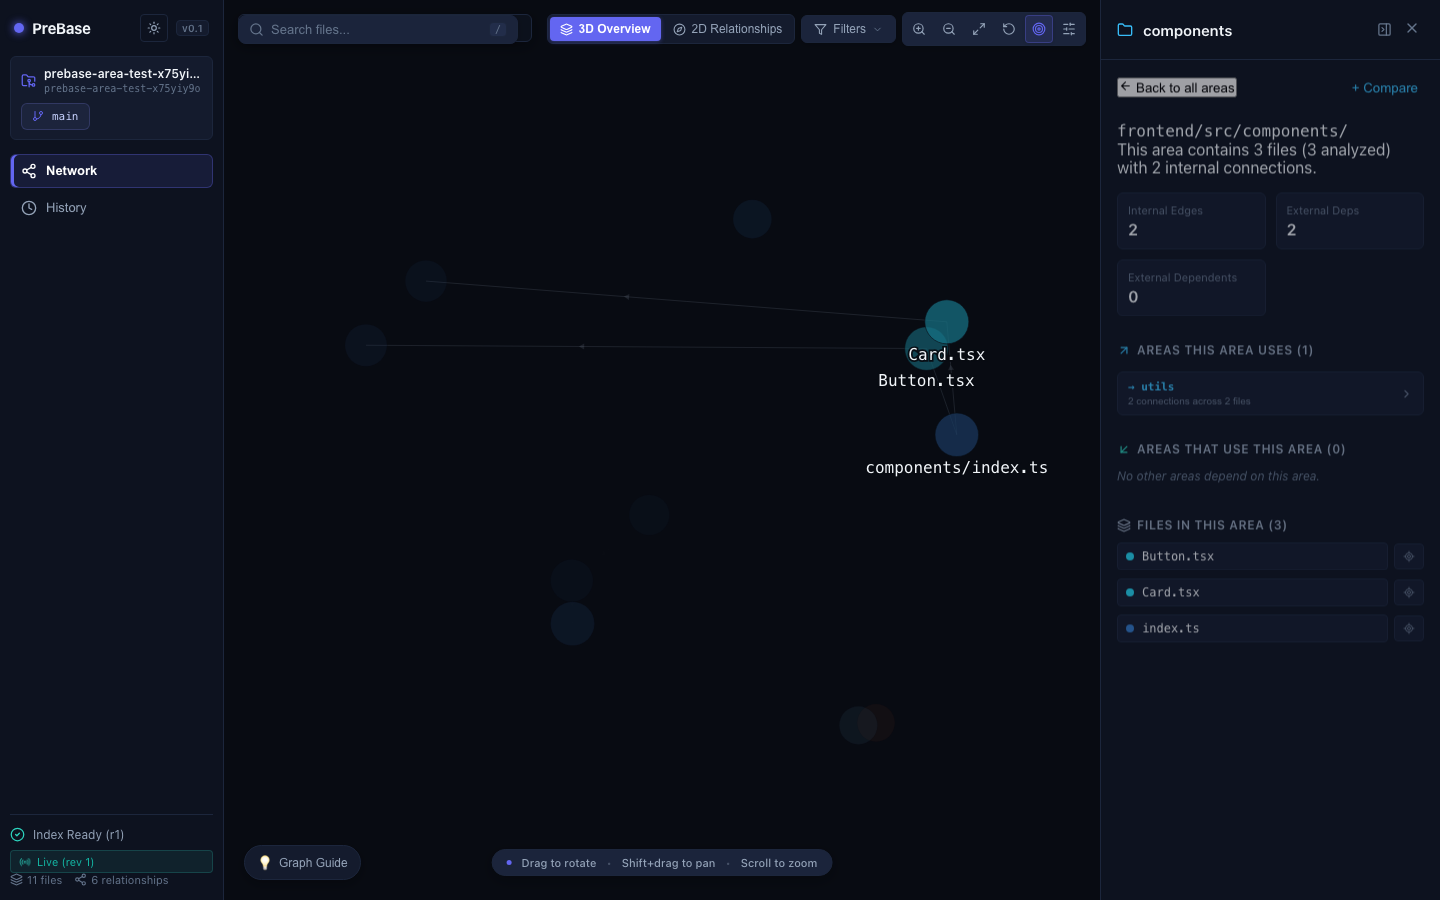 PreBase
v0.1
prebase-area-test-x75yi...
prebase-area-test-x75yiy9o
main
Network
History
Index Ready (r1)
Live (rev 1)
11 files
6 relationships
Search files...
/
3D Overview
2D Relationships
Filters
Card.tsx
Button.tsx
components/index.ts
Graph Guide
Drag to rotate · Shift+drag to pan · Scroll to zoom
components
← Back to all areas
+ Compare
frontend/src/components/
This area contains 3 files (3 analyzed)
with 2 internal connections.
Internal Edges
2
External Deps
2
External Dependents
0
AREAS THIS AREA USES (1)
→ utils
2 connections across 2 files
AREAS THAT USE THIS AREA (0)
No other areas depend on this area.
FILES IN THIS AREA (3)
Button.tsx
Card.tsx
index.ts